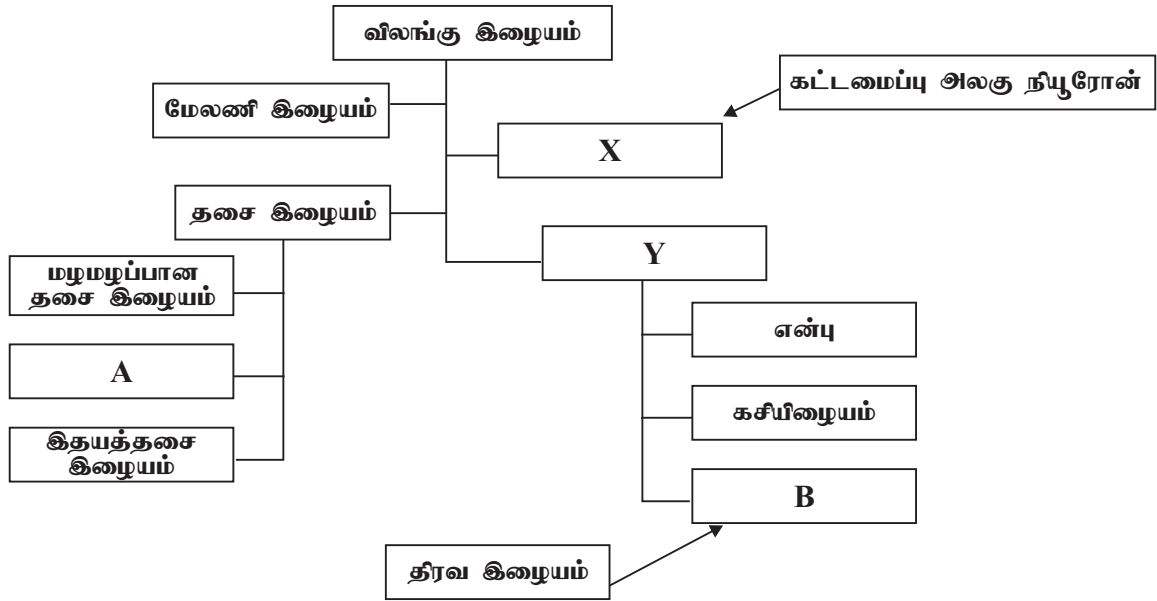 விலங்கு இழையம்
மேலணி இழையம்
கட்டமைப்பு அலகு நியூரோன்
X
தசை இழையம்
Y
மழமழப்பான
தசை இழையம்
என்பு
A
கசியிழையம்
இதயத்தசை
இழையம்
B
திரவ இழையம்